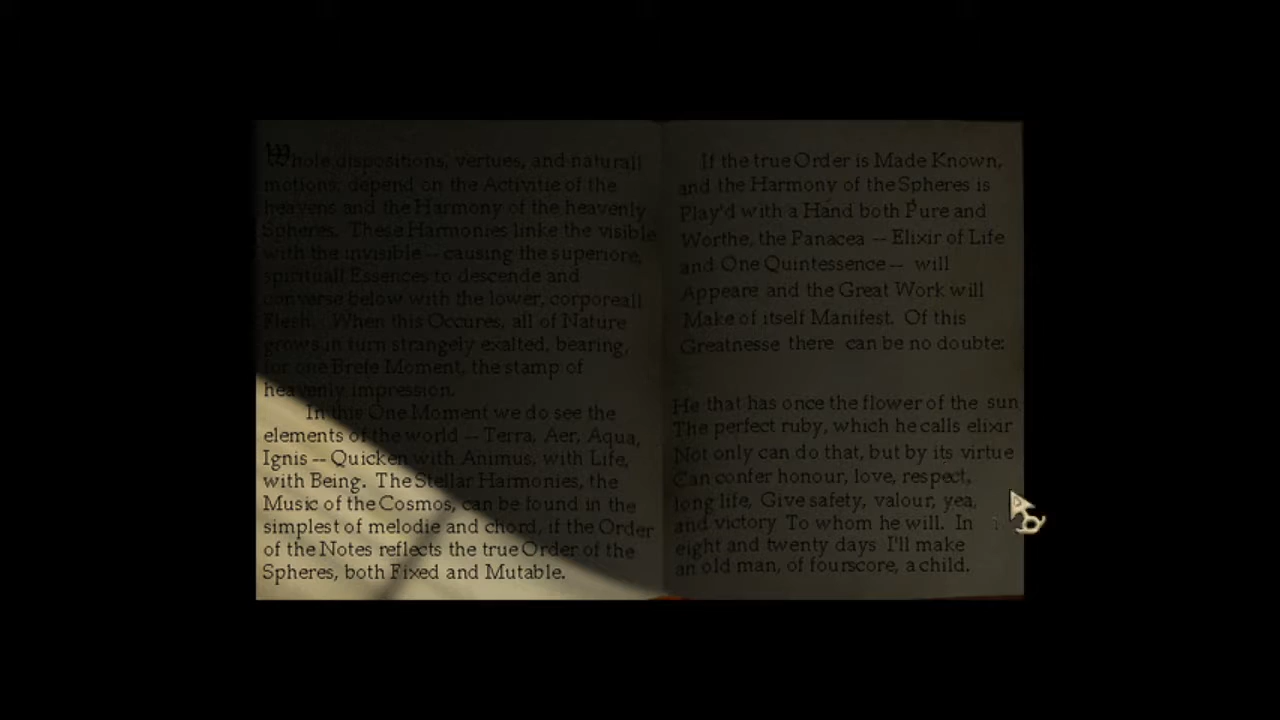 Whole dispositions, vertues, and naturall
motions, depend on the Activitie of the
heavens and the Harmony of the heavenly
Spheres. These Harmonies linke the visible
with the invisible -- causing the superiore,
spirituall Essences to descende and
converse below with the lower, corporeall
Flesh. When this Occures, all of Nature
grows in turn strangely exalted, bearing,
for one Brefe Moment, the stamp of
heavenly impression.
In this One Moment we do see the
elements of the world -- Terra, Aer, Aqua,
Ignis -- Quicken with Animus, with Life,
with Being. The Stellar Harmonies, the
Music of the Cosmos, can be found in the
simplest of melodie and chord, if the Order
of the Notes reflects the true Order of the
Spheres, both Fixed and Mutable.
If the true Order is Made Known,
and the Harmony of the Spheres is
Play'd with a Hand both Pure and
Worthe, the Panacea -- Elixir of Life
and One Quintessence -- will
Appeare and the Great Work will
Make of itself Manifest. Of this
Greatnesse there can be no doubte:
He that has once the flower of the sun
The perfect ruby, which he calls elixir
Not only can do that, but by its virtue
Can confer honour, love, respect,
long life, Give safety, valour, yea,
and victory To whom he will. In
eight and twenty days I'll make
an old man, of fourscore, a child.